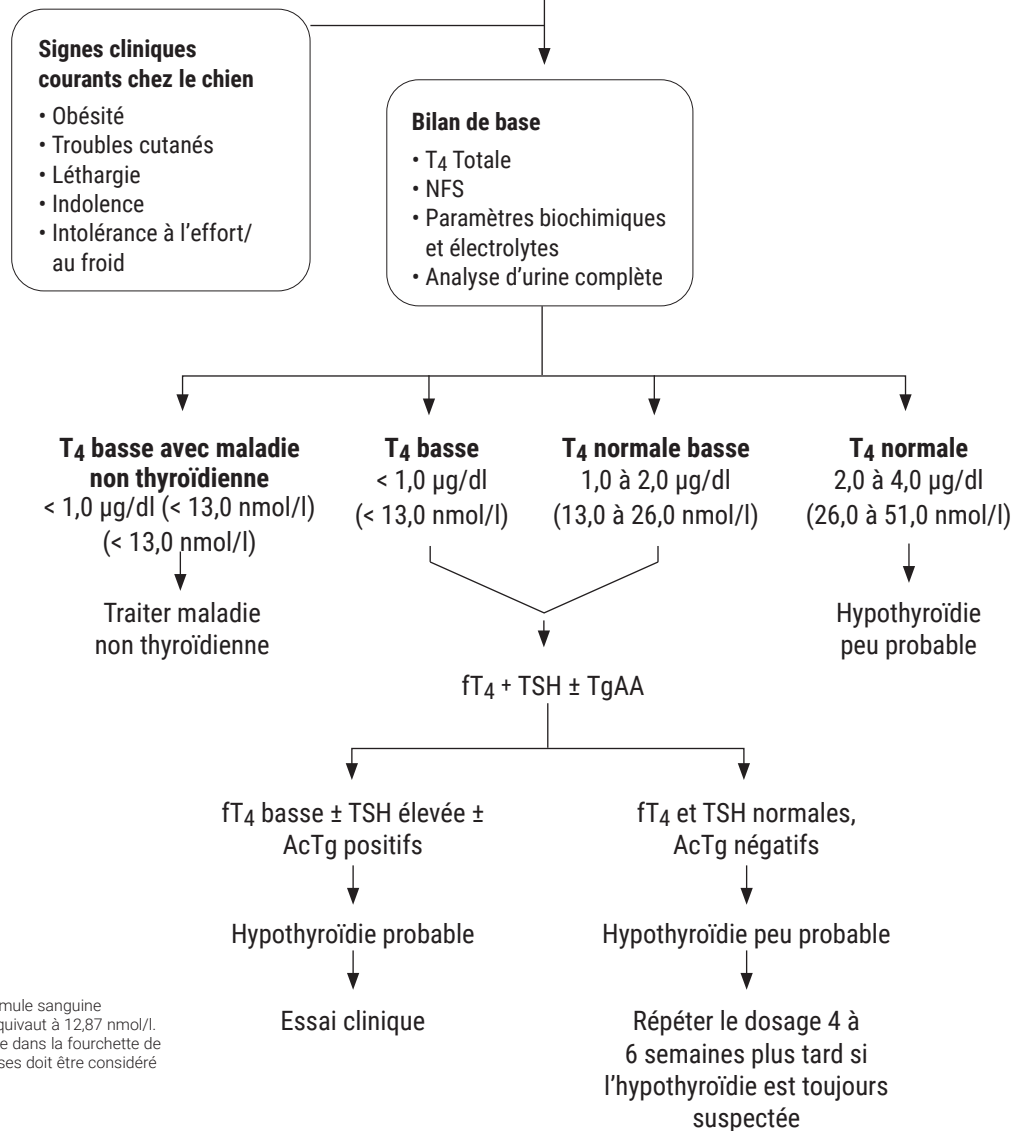 Signes cliniques
courants chez le chien
• Obésité
• Troubles cutanés
• Léthargie
• Indolence
• Intolérance à l'effort/
au froid
Bilan de base
• T4 Totale
• NFS
• Paramètres biochimiques
et électrolytes
• Analyse d'urine complète
T4 basse avec maladie
non thyroïdienne
< 1,0 µg/dl (< 13,0 nmol/l)
(< 13,0 nmol/l)
Traiter maladie
non thyroïdienne
T4 basse
< 1,0 µg/dl
(< 13,0 nmol/l)
T4 normale basse
1,0 à 2,0 µg/dl
(13,0 à 26,0 nmol/l)
T4 normale
2,0 à 4,0 µg/dl
(26,0 à 51,0 nmol/l)
Hypothyroïdie
peu probable
fT4 + TSH ± TgAA
fT4 basse ± TSH élevée ±
AcTg positifs
Hypothyroïdie probable
Essai clinique
fT4 et TSH normales,
AcTg négatifs
Hypothyroïdie peu probable
Répéter le dosage 4 à
6 semaines plus tard si
l'hypothyroïdie est toujours
suspectée
mule sanguine
quivaut à 12,87 nmol/l.
e dans la fourchette de
ses doit être considéré